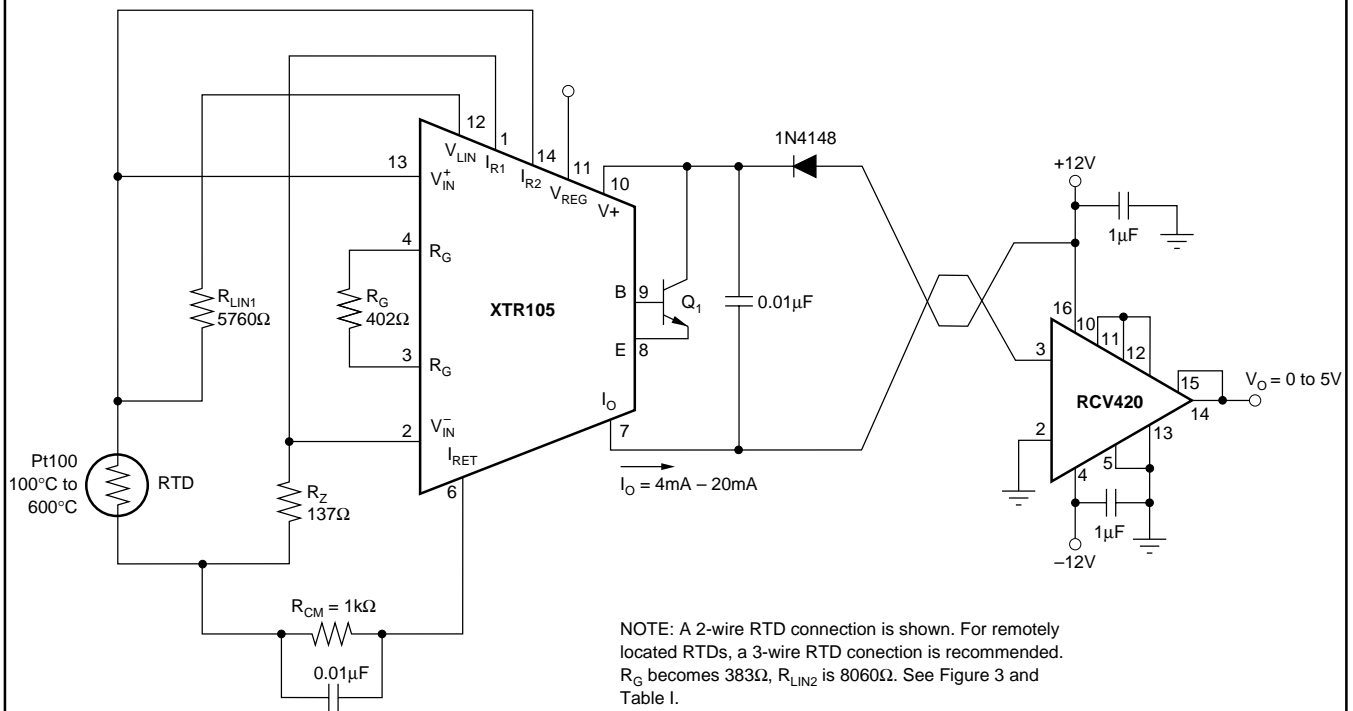 12
1
14
11
10
13
V_LIN
I_R1
I_R2
V_REG
V+
V⁺_IN
4
R_G
R_G
402Ω
3
R_G
R_LIN1
5760Ω
XTR105
B
9
Q₁
E
8
0.01µF
1N4148
+12V
1µF
I_O
7
I_O = 4mA – 20mA
2
V⁻_IN
I_RET
6
Pt100
100°C to
600°C
RTD
R_Z
137Ω
R_CM = 1kΩ
0.01µF
16
10
11
12
3
15
V_O = 0 to 5V
RCV420
14
2
13
5
4
1µF
–12V
NOTE: A 2-wire RTD connection is shown. For remotely
located RTDs, a 3-wire RTD conection is recommended.
R_G becomes 383Ω, R_LIN2 is 8060Ω. See Figure 3 and
Table I.